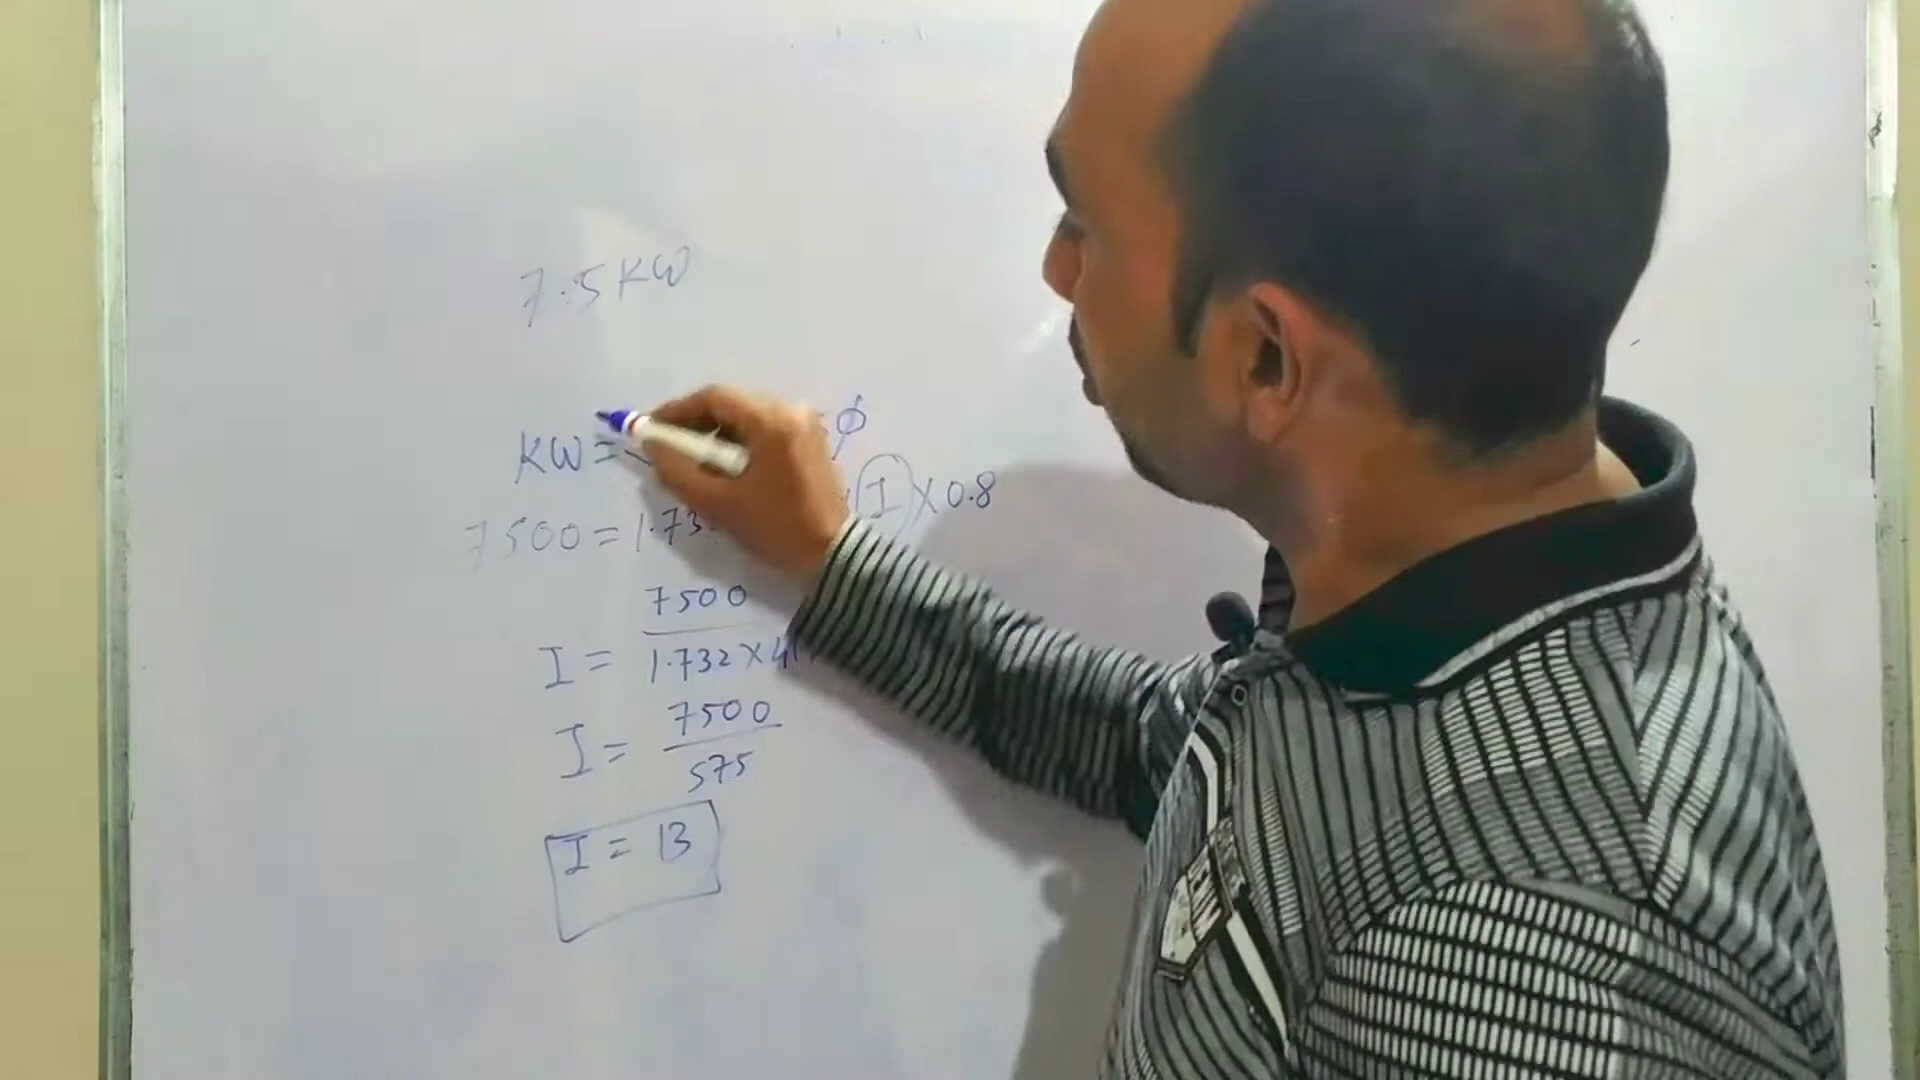 7.5 KW
KW = φ
7500 = 1.73 I × 0.8
7500
I = 1.732 × 4
7500
I =
575
I = 13